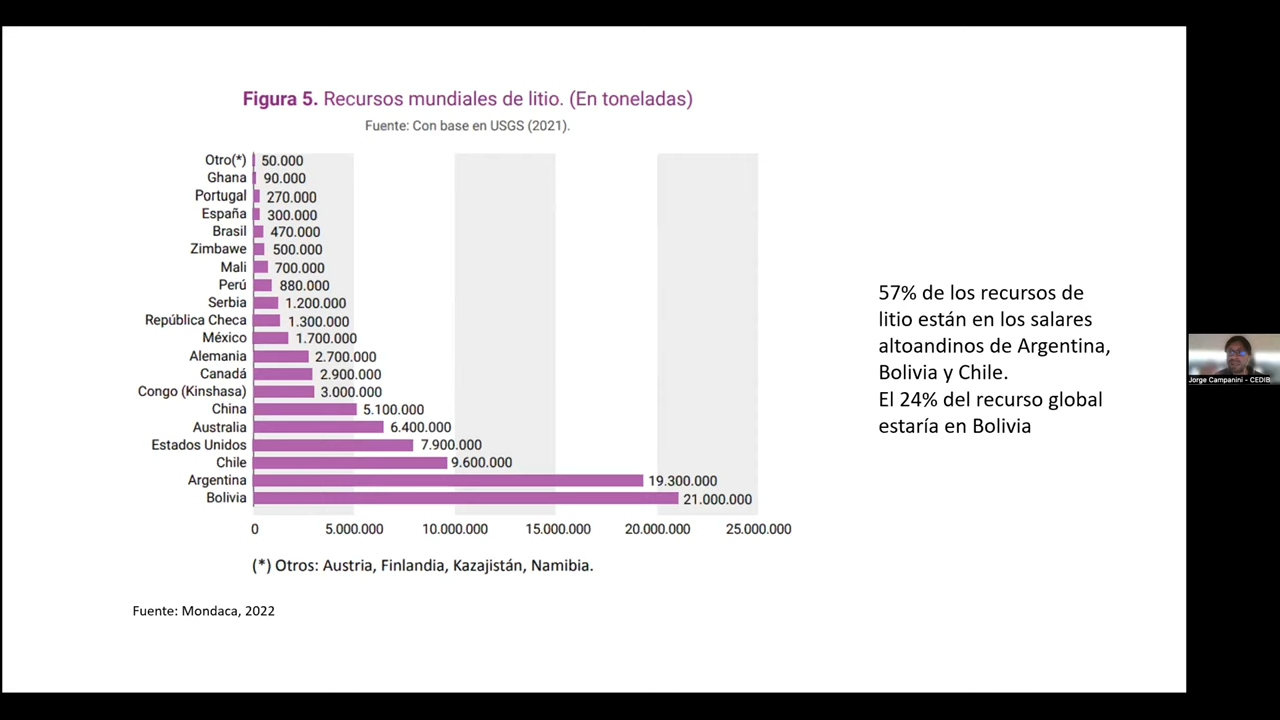 Figura 5. Recursos mundiales de litio. (En toneladas)
Fuente: Con base en USGS (2021).
Otro(*) 50.000
Ghana 90.000
Portugal 270.000
España 300.000
Brasil 470.000
Zimbawe 500.000
Mali 700.000
Perú 880.000
Serbia 1.200.000
República Checa 1.300.000
México 1.700.000
Alemania 2.700.000
Canadá 2.900.000
Congo (Kinshasa) 3.000.000
China 5.100.000
Australia 6.400.000
Estados Unidos 7.900.000
Chile 9.600.000
Argentina 19.300.000
Bolivia 21.000.000
0 5.000.000 10.000.000 15.000.000 20.000.000 25.000.000
(*) Otros: Austria, Finlandia, Kazajistán, Namibia.
Fuente: Mondaca, 2022
57% de los recursos de
litio están en los salares
altoandinos de Argentina,
Bolivia y Chile.
El 24% del recurso global
estaría en Bolivia
Jorge Campanini - CEDIB